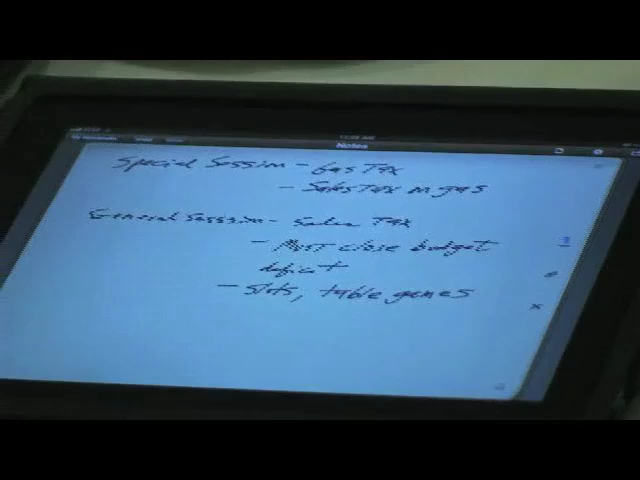 Notes
Special Session - Gas Tax
- Sales Tax on gas
General Session - Sales Tax
- Must close budget
deficit
- Slots, table games